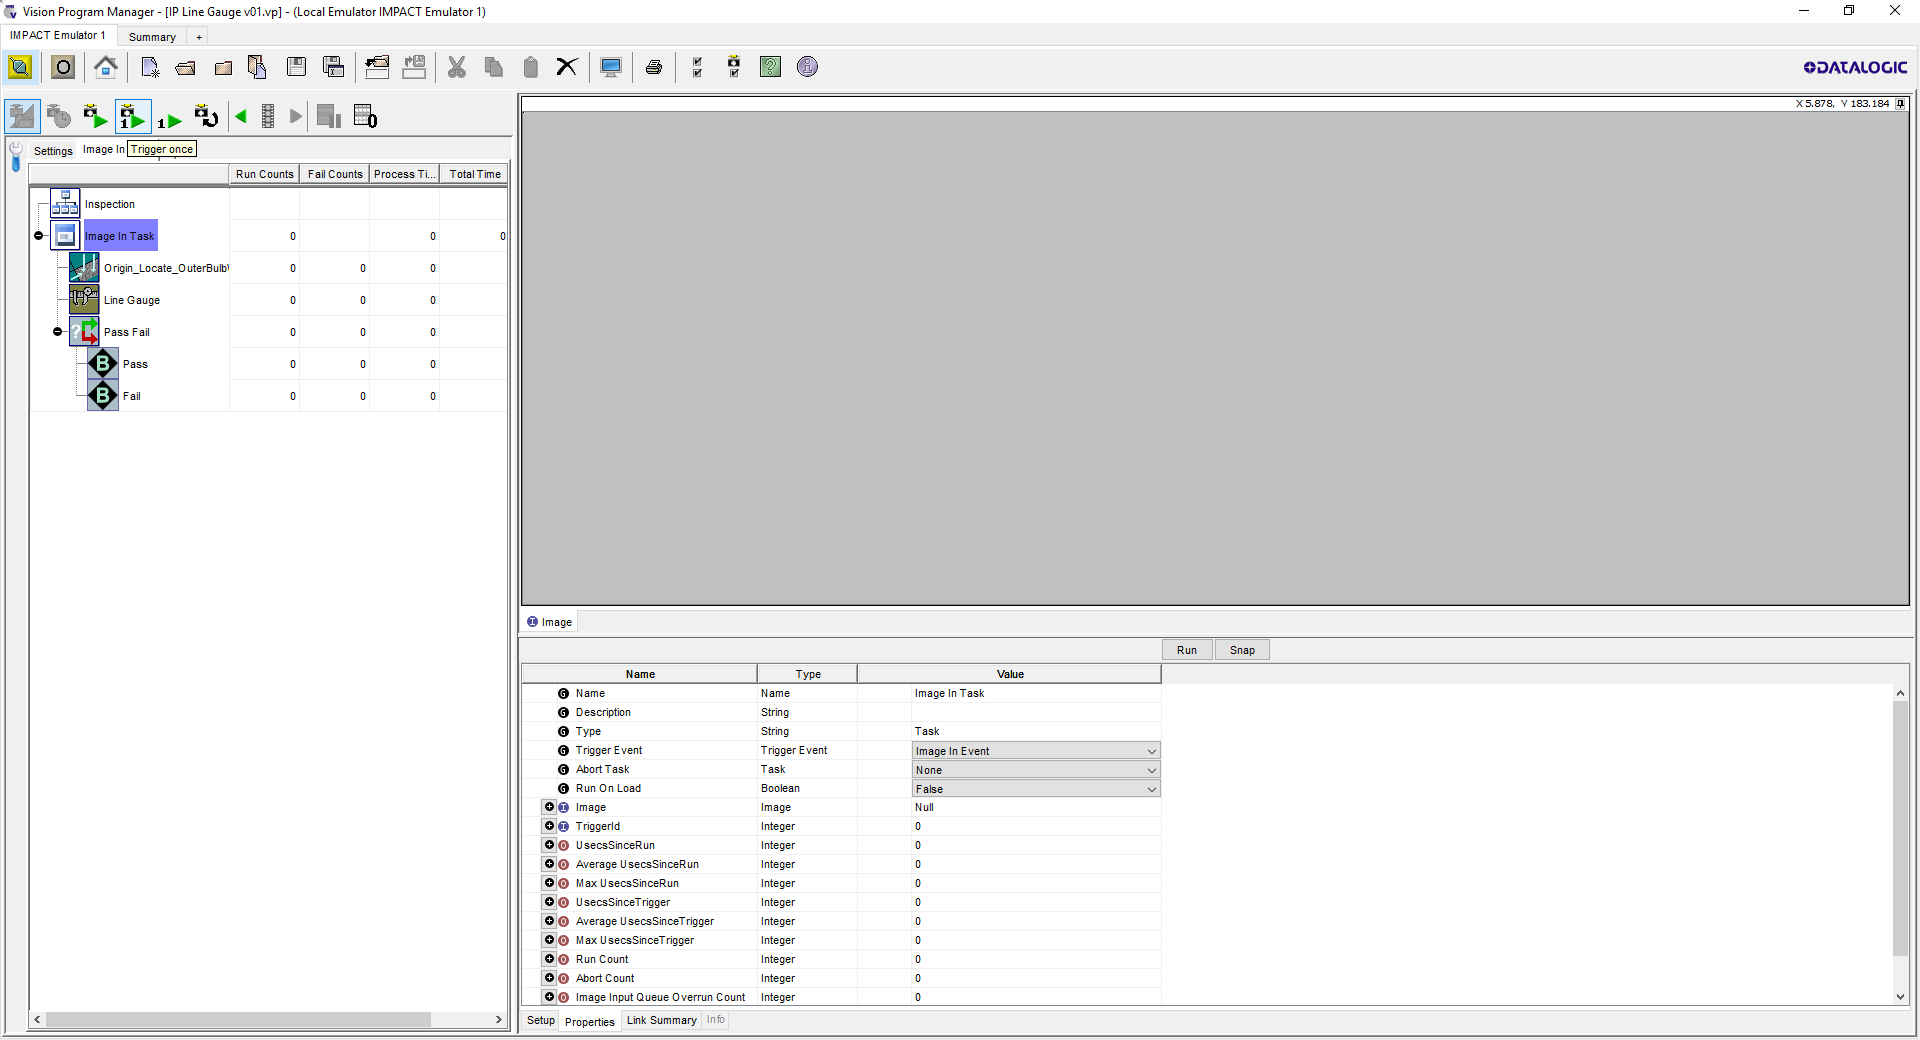 Vision Program Manager - [IP Line Gauge v01.vp] - (Local Emulator IMPACT Emulator 1)
IMPACT Emulator 1
Summary
+
DATALOGIC
X 5.878, Y 183.184
Settings
Image In
Trigger once
Run Counts Fail Counts Process Ti... Total Time
Inspection
Image In Task 0 0 0
Origin_Locate_OuterBulb 0 0 0
Line Gauge 0 0 0
Pass Fail 0 0 0
Pass 0 0 0
Fail 0 0 0
Image
Run Snap
Name Type Value
Name Name Image In Task
Description String
Type String Task
Trigger Event Trigger Event Image In Event
Abort Task Task None
Run On Load Boolean False
Image Image Null
TriggerId Integer 0
UsecsSinceRun Integer 0
Average UsecsSinceRun Integer 0
Max UsecsSinceRun Integer 0
UsecsSinceTrigger Integer 0
Average UsecsSinceTrigger Integer 0
Max UsecsSinceTrigger Integer 0
Run Count Integer 0
Abort Count Integer 0
Image Input Queue Overrun Count Integer 0
Setup Properties Link Summary Info